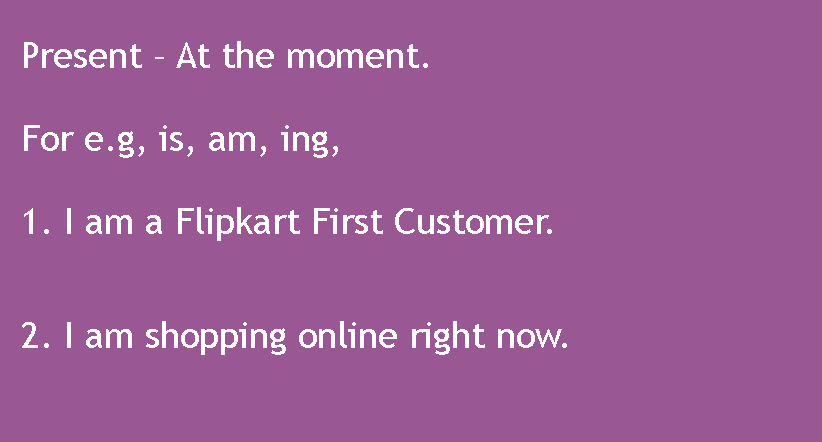 Present – At the moment.
For e.g, is, am, ing,
1. I am a Flipkart First Customer.
2. I am shopping online right now.